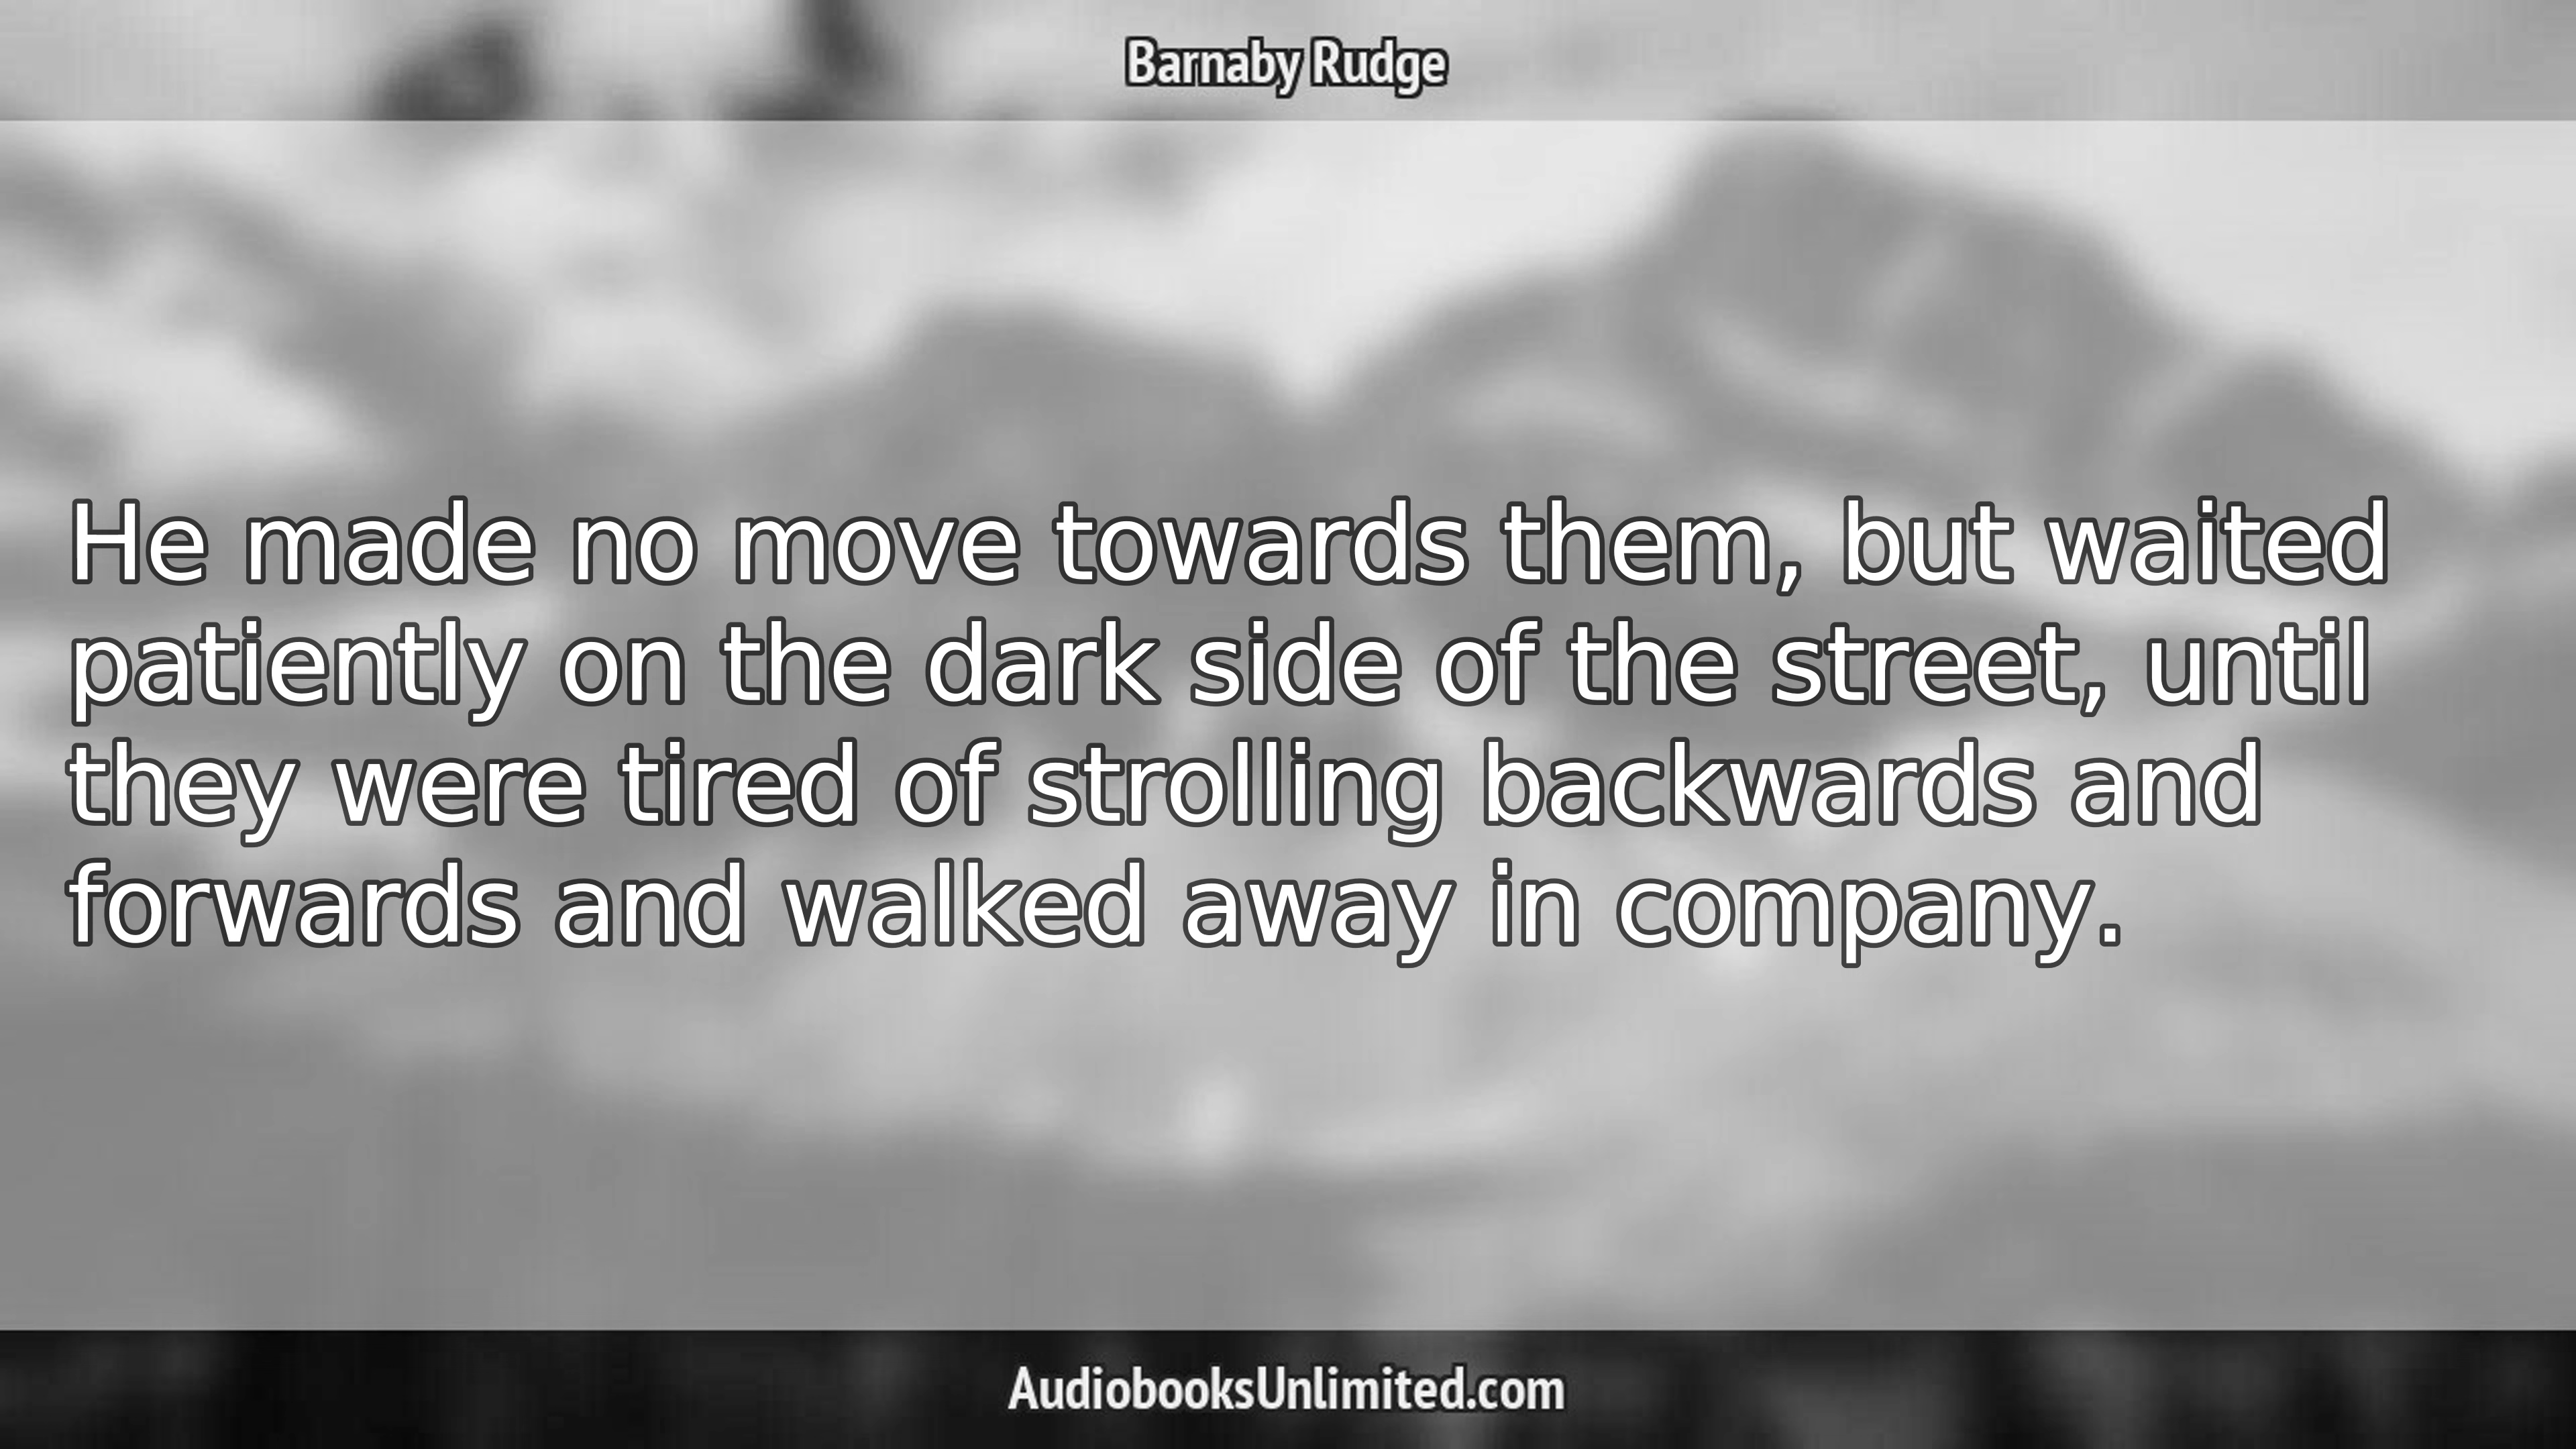 Barnaby Rudge
He made no move towards them, but waited
patiently on the dark side of the street, until
they were tired of strolling backwards and
forwards and walked away in company.
AudiobooksUnlimited.com